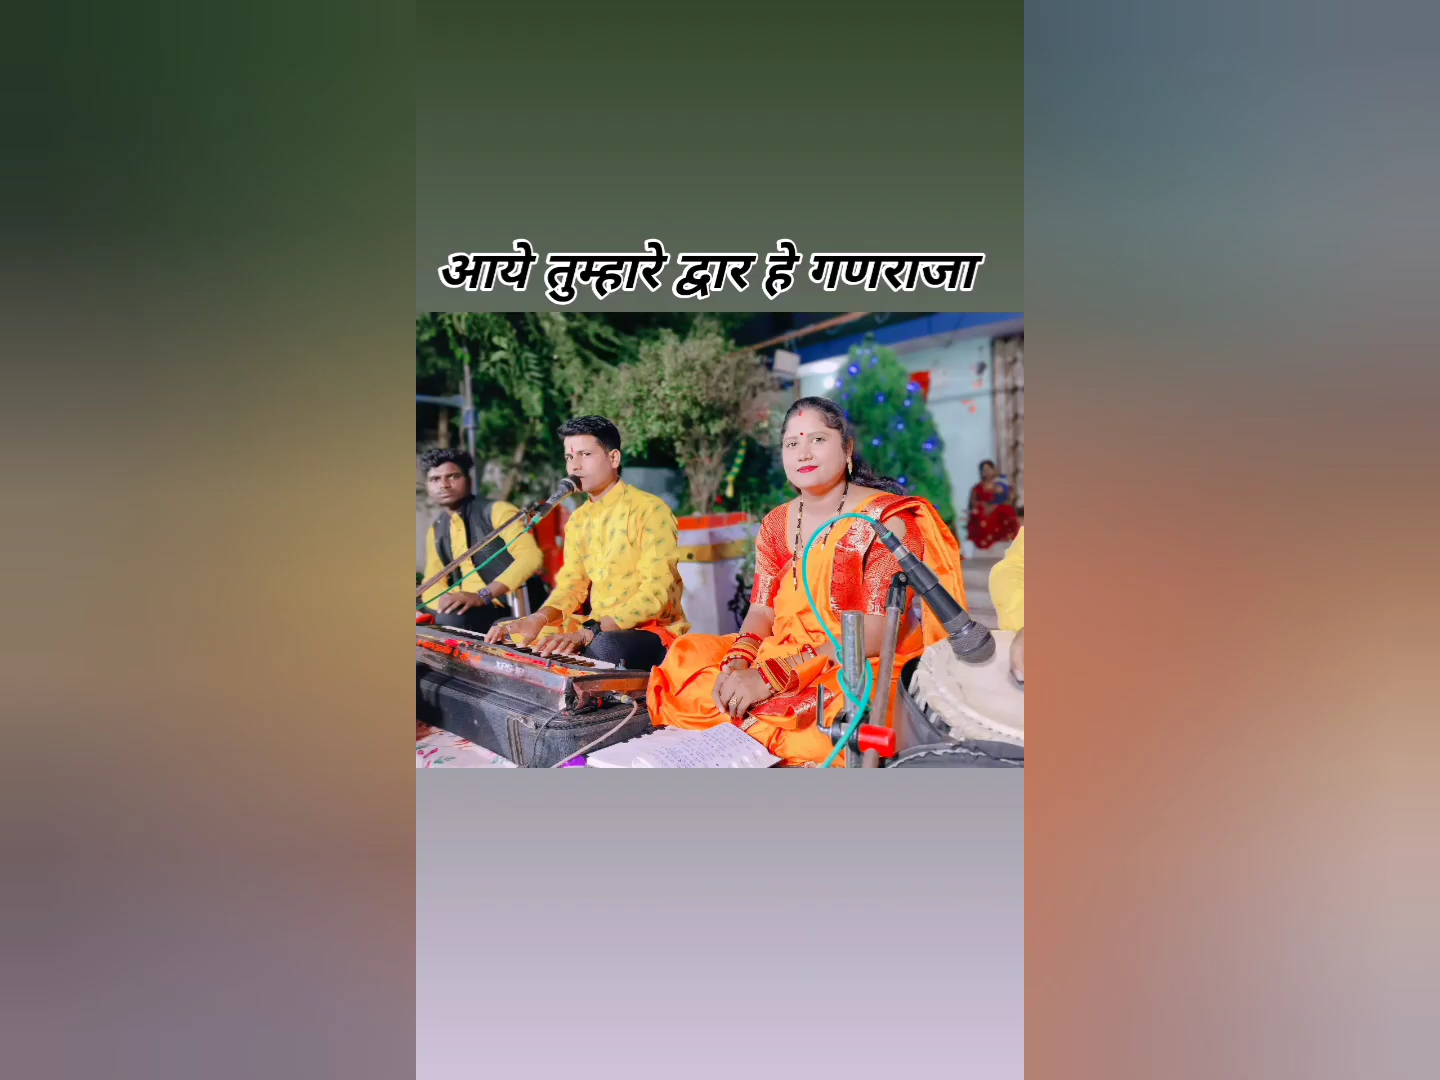 आये तुम्हारे द्वार हे गणराजा